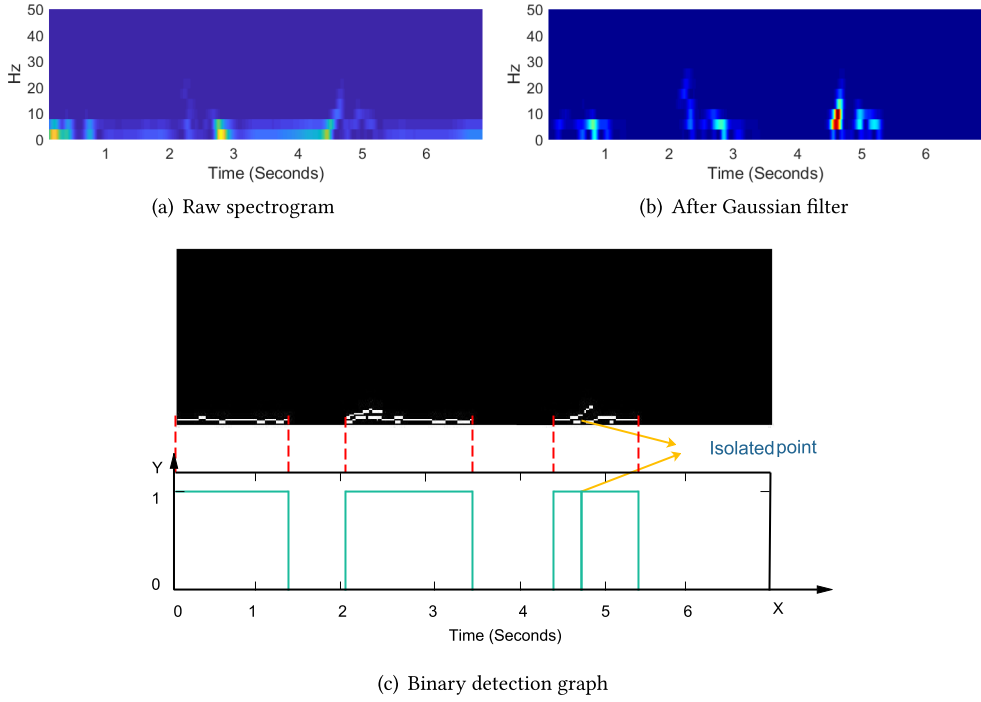 50
40
30
20
10
0
Hz
1 2 3 4 5 6
Time (Seconds)
(a) Raw spectrogram
50
40
30
20
10
0
Hz
1 2 3 4 5 6
Time (Seconds)
(b) After Gaussian filter
Isolated point
Y
1
0
0 1 2 3 4 5 6 X
Time (Seconds)
(c) Binary detection graph